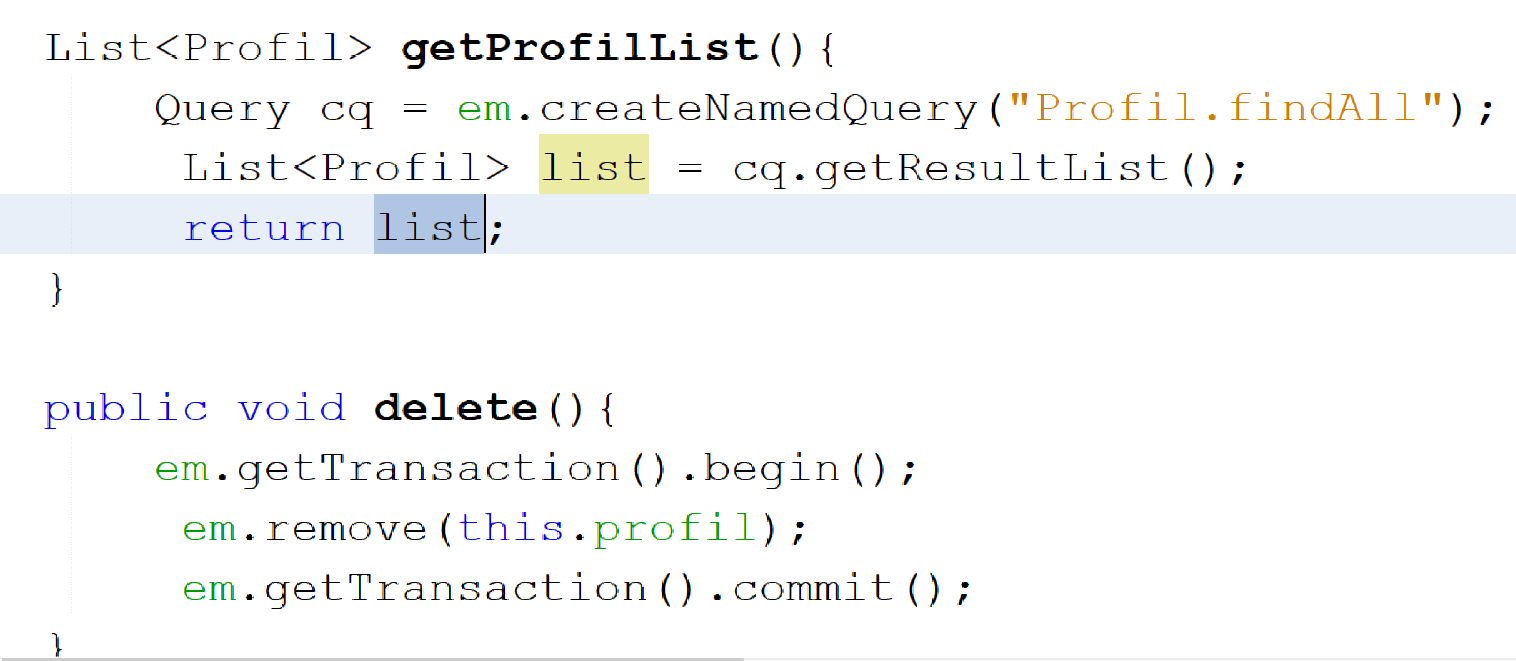 List<Profil> getProfilList(){
Query cq = em.createNamedQuery("Profil.findAll");
List<Profil> list = cq.getResultList();
return list;
}
public void delete(){
em.getTransaction().begin();
em.remove(this.profil);
em.getTransaction().commit();
}